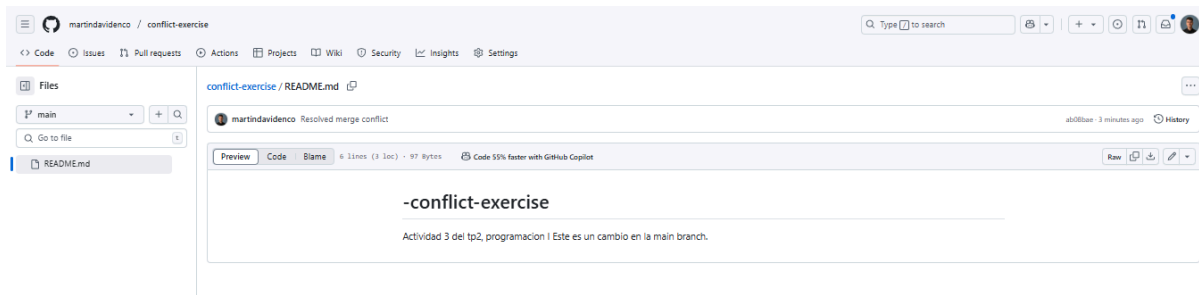 martindavidenco / conflict-exercise
Type / to search
Code Issues Pull requests Actions Projects Wiki Security Insights Settings
Files
main
Go to file
t
README.md
conflict-exercise / README.md
martindavidenco Resolved merge conflict
ab08bae · 3 minutes ago History
Preview Code Blame 6 lines (3 loc) · 97 Bytes Code 55% faster with GitHub Copilot
Raw
-conflict-exercise
Actividad 3 del tp2, programacion I Este es un cambio en la main branch.